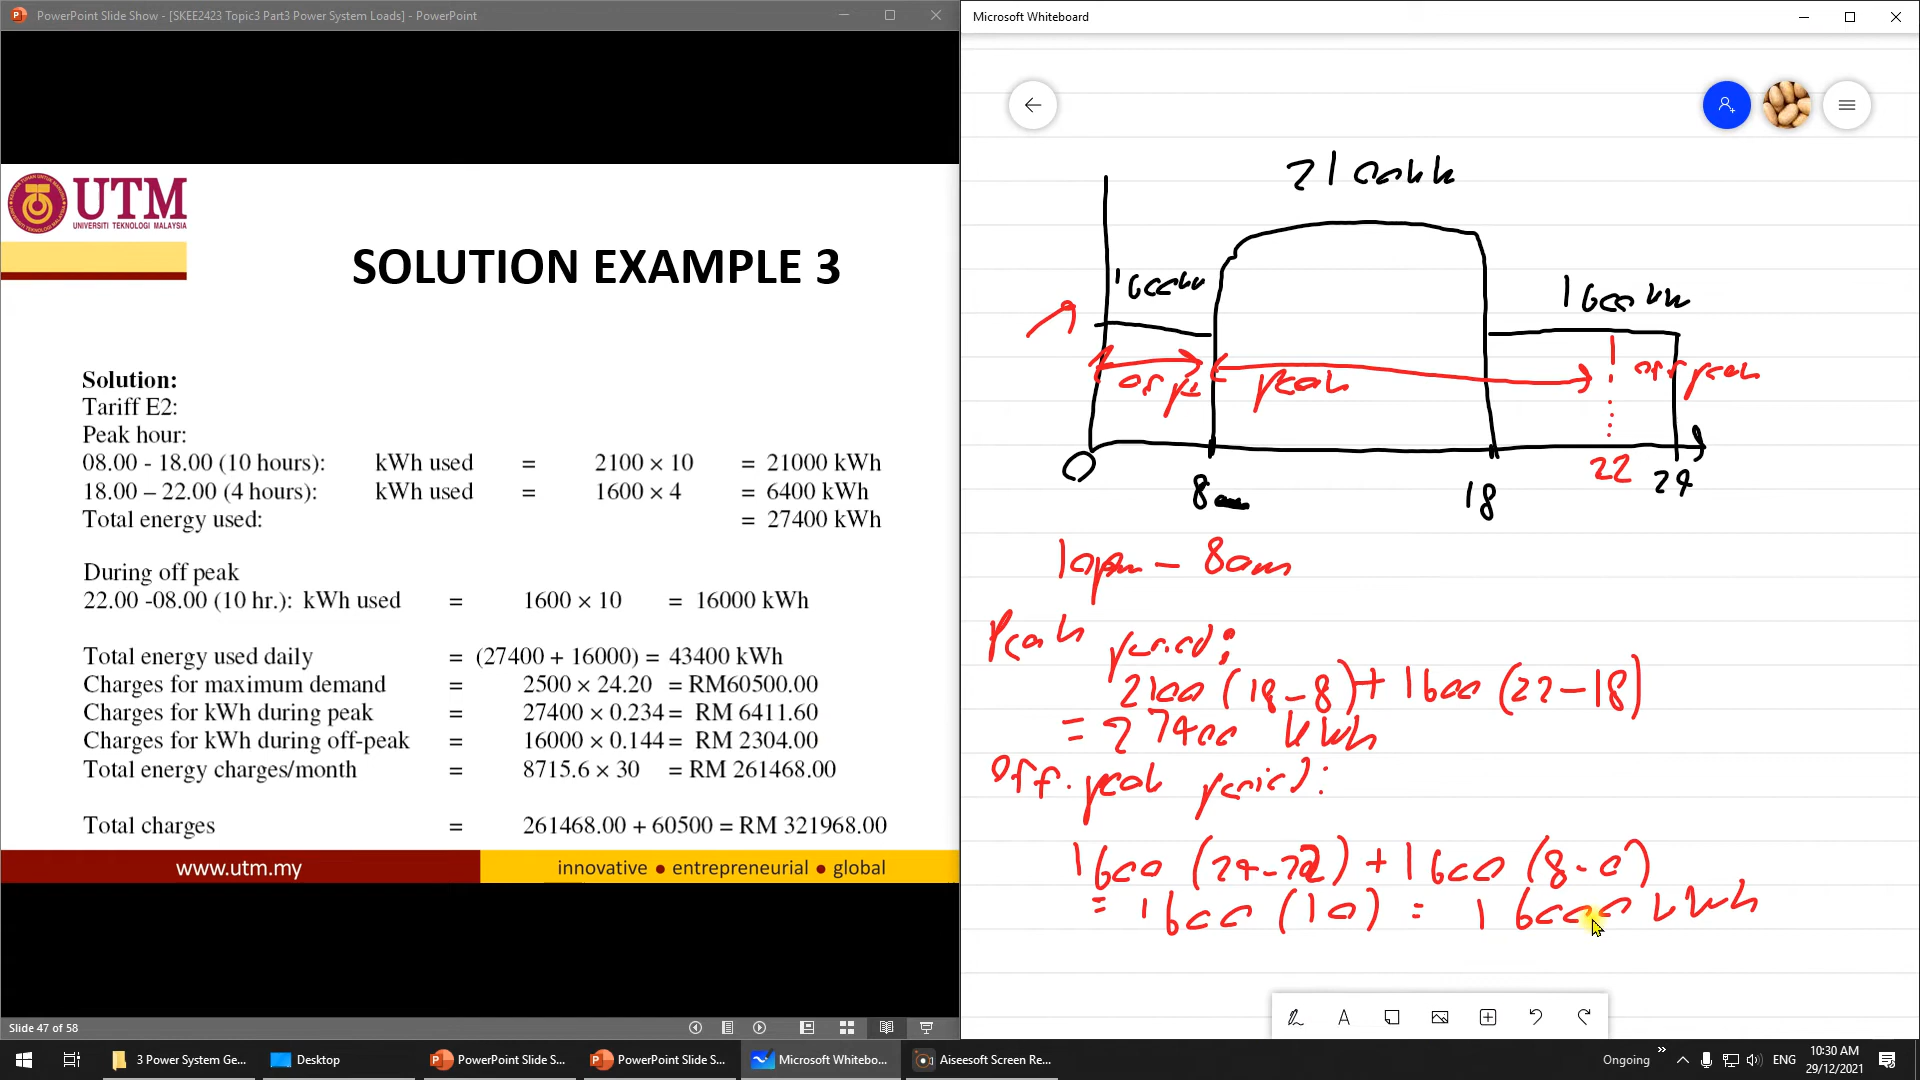 PowerPoint Slide Show - [SKEE2423 Topic3 Part3 Power System Loads] - PowerPoint
UTM
UNIVERSITI TEKNOLOGI MALAYSIA
SOLUTION EXAMPLE 3
Solution:
Tariff E2:
Peak hour:
08.00 - 18.00 (10 hours): kWh used = 2100 × 10 = 21000 kWh
18.00 – 22.00 (4 hours): kWh used = 1600 × 4 = 6400 kWh
Total energy used: = 27400 kWh
During off peak
22.00 -08.00 (10 hr.): kWh used = 1600 × 10 = 16000 kWh
Total energy used daily = (27400 + 16000) = 43400 kWh
Charges for maximum demand = 2500 × 24.20 = RM60500.00
Charges for kWh during peak = 27400 × 0.234 = RM 6411.60
Charges for kWh during off-peak = 16000 × 0.144 = RM 2304.00
Total energy charges/month = 8715.6 × 30 = RM 261468.00
Total charges = 261468.00 + 60500 = RM 321968.00
www.utm.my
innovative ● entrepreneurial ● global
Slide 47 of 58
Microsoft Whiteboard
2100kW
1600kW
1600kW
peak
off peak
0
8am
18
22
24
10pm - 8am
Peak period:
2100 (18-8) + 1600 (22-18)
= 27400 kWh
Off-peak period:
1600 (24-22) + 1600 (8-0)
= 1600 (10) = 16000 kWh
3 Power System Ge...
Desktop
PowerPoint Slide S...
PowerPoint Slide S...
Microsoft Whitebo...
Aiseesoft Screen Re...
Ongoing
ENG
10:30 AM
29/12/2021